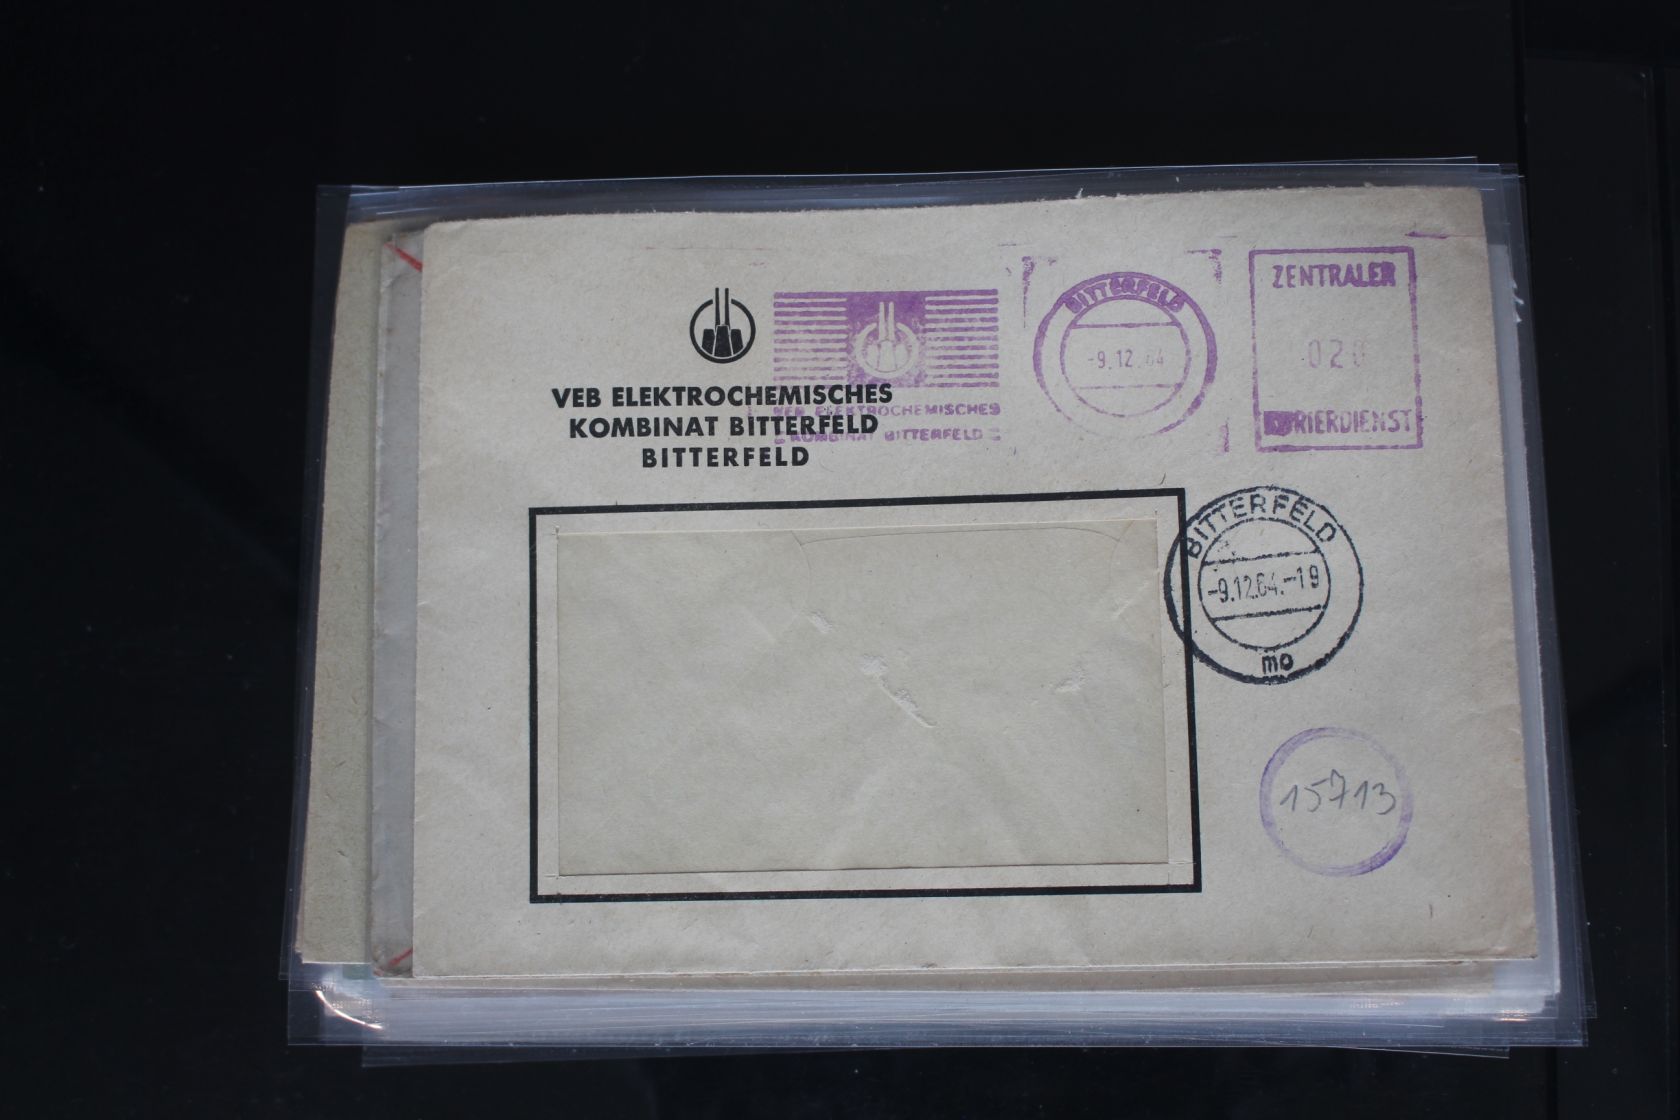 VEB ELEKTROCHEMISCHES
KOMBINAT BITTERFELD
BITTERFELD
VEB ELEKTROCHEMISCHES
KOMBINAT BITTERFELD
BITTERFELD
-9.12.64
ZENTRALER
020
KURIERDIENST
BITTERFELD
-9.12.64.-19
mo
15713